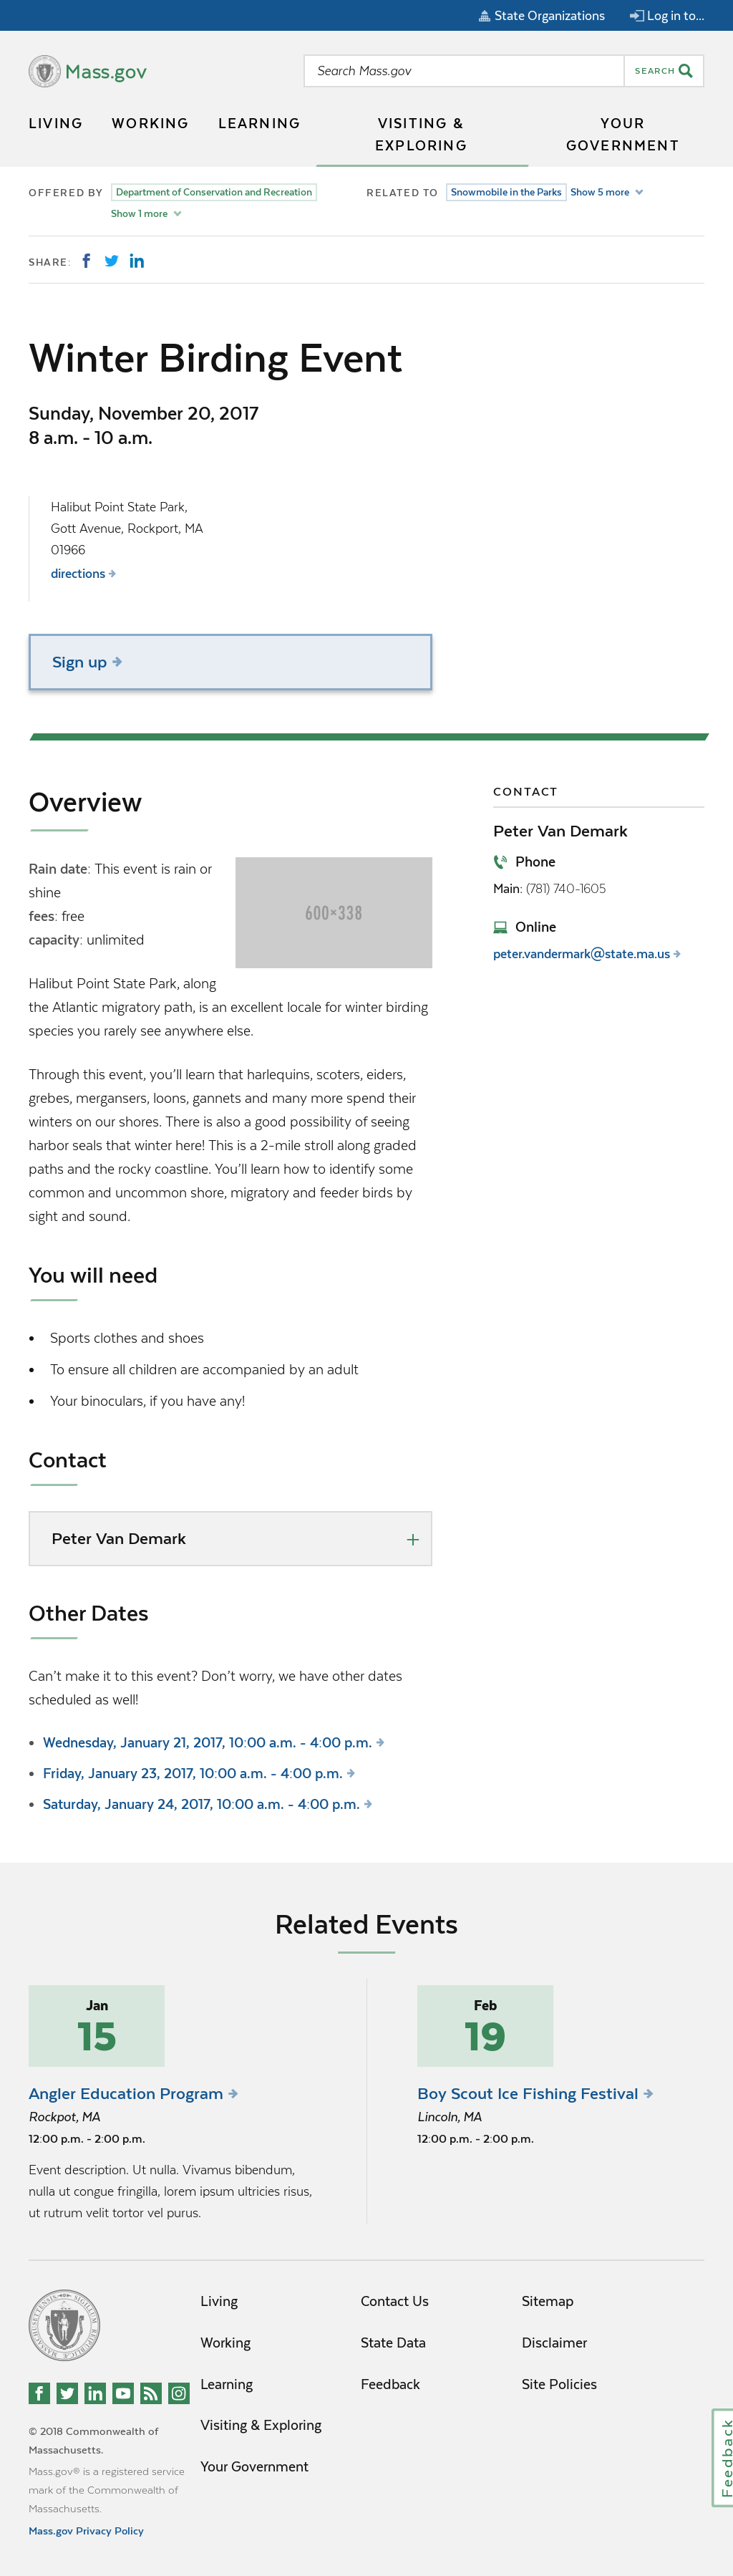 State Organizations Log in to...
Mass.gov
Search Mass.gov SEARCH
LIVING WORKING LEARNING VISITING & EXPLORING YOUR GOVERNMENT
OFFERED BY Department of Conservation and Recreation
Show 1 more
RELATED TO Snowmobile in the Parks Show 5 more
SHARE:
Winter Birding Event
Sunday, November 20, 2017
8 a.m. - 10 a.m.
Halibut Point State Park,
Gott Avenue, Rockport, MA
01966
directions
Sign up
Overview
Rain date: This event is rain or
shine
fees: free
capacity: unlimited
600×338
Halibut Point State Park, along
the Atlantic migratory path, is an excellent locale for winter birding
species you rarely see anywhere else.
Through this event, you’ll learn that harlequins, scoters, eiders,
grebes, mergansers, loons, gannets and many more spend their
winters on our shores. There is also a good possibility of seeing
harbor seals that winter here! This is a 2-mile stroll along graded
paths and the rocky coastline. You’ll learn how to identify some
common and uncommon shore, migratory and feeder birds by
sight and sound.
You will need
• Sports clothes and shoes
• To ensure all children are accompanied by an adult
• Your binoculars, if you have any!
Contact
Peter Van Demark
Other Dates
Can’t make it to this event? Don’t worry, we have other dates
scheduled as well!
• Wednesday, January 21, 2017, 10:00 a.m. - 4:00 p.m.
• Friday, January 23, 2017, 10:00 a.m. - 4:00 p.m.
• Saturday, January 24, 2017, 10:00 a.m. - 4:00 p.m.
CONTACT
Peter Van Demark
Phone
Main: (781) 740-1605
Online
peter.vandermark@state.ma.us
Related Events
Jan
15
Angler Education Program
Rockpot, MA
12:00 p.m. - 2:00 p.m.
Event description. Ut nulla. Vivamus bibendum,
nulla ut congue fringilla, lorem ipsum ultricies risus,
ut rutrum velit tortor vel purus.
Feb
19
Boy Scout Ice Fishing Festival
Lincoln, MA
12:00 p.m. - 2:00 p.m.
Living
Working
Learning
Visiting & Exploring
Your Government
Contact Us
State Data
Feedback
Sitemap
Disclaimer
Site Policies
© 2018 Commonwealth of
Massachusetts.
Mass.gov® is a registered service
mark of the Commonwealth of
Massachusetts.
Mass.gov Privacy Policy
Feedback